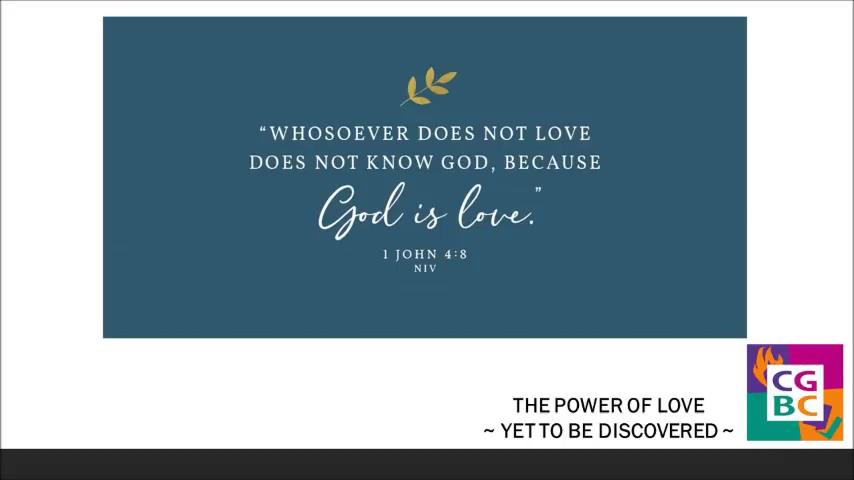 “WHOSOEVER DOES NOT LOVE
DOES NOT KNOW GOD, BECAUSE
God is love.”
1 JOHN 4:8
NIV
CG
BC
THE POWER OF LOVE
~ YET TO BE DISCOVERED ~